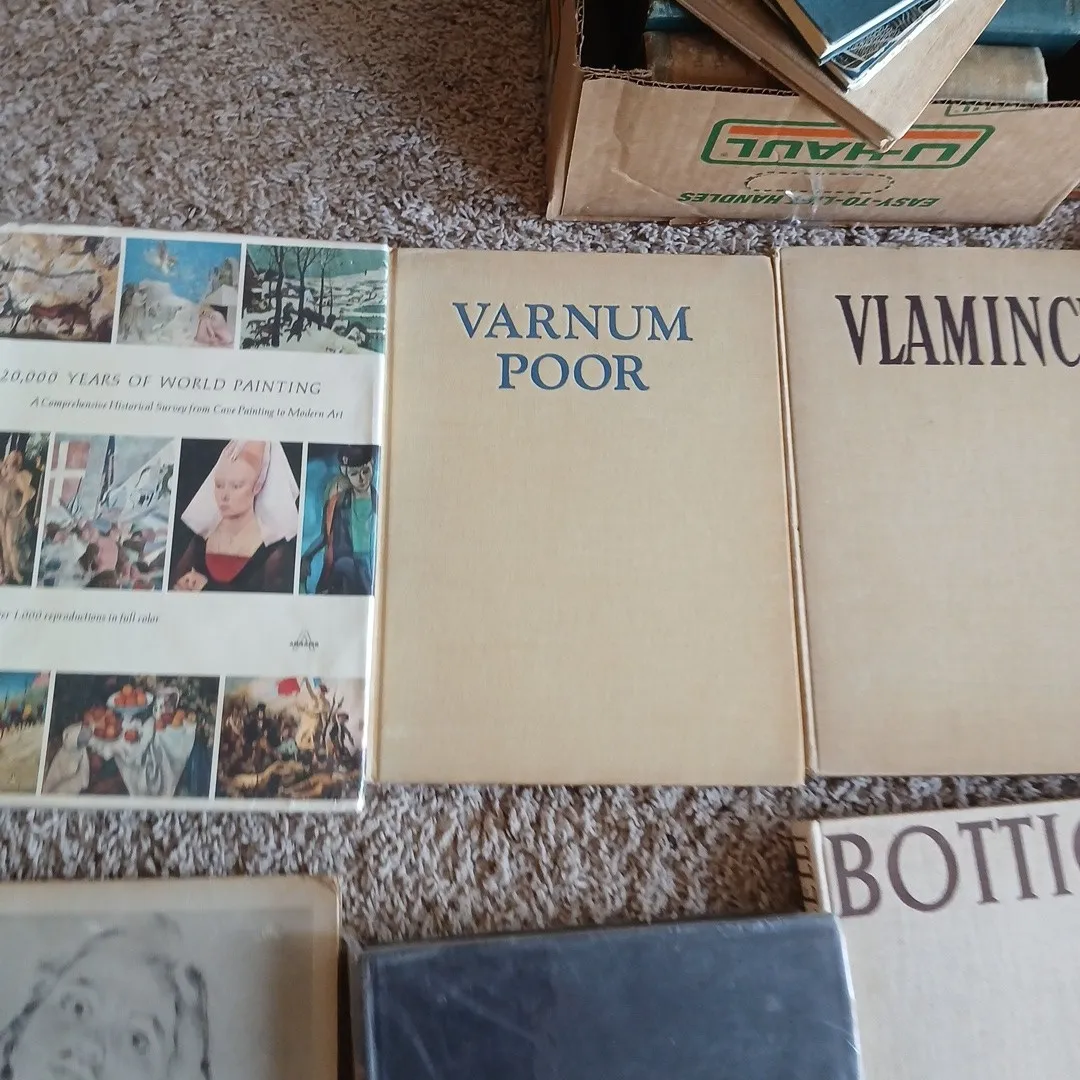 U-HAUL
EASY-TO-LIFT HANDLES
20,000 YEARS OF WORLD PAINTING
A Comprehensive Historical Survey from Cave Painting to Modern Art
1,000 reproductions in full color
ABRAMS
VARNUM
POOR
VLAMINC
BOTTIC